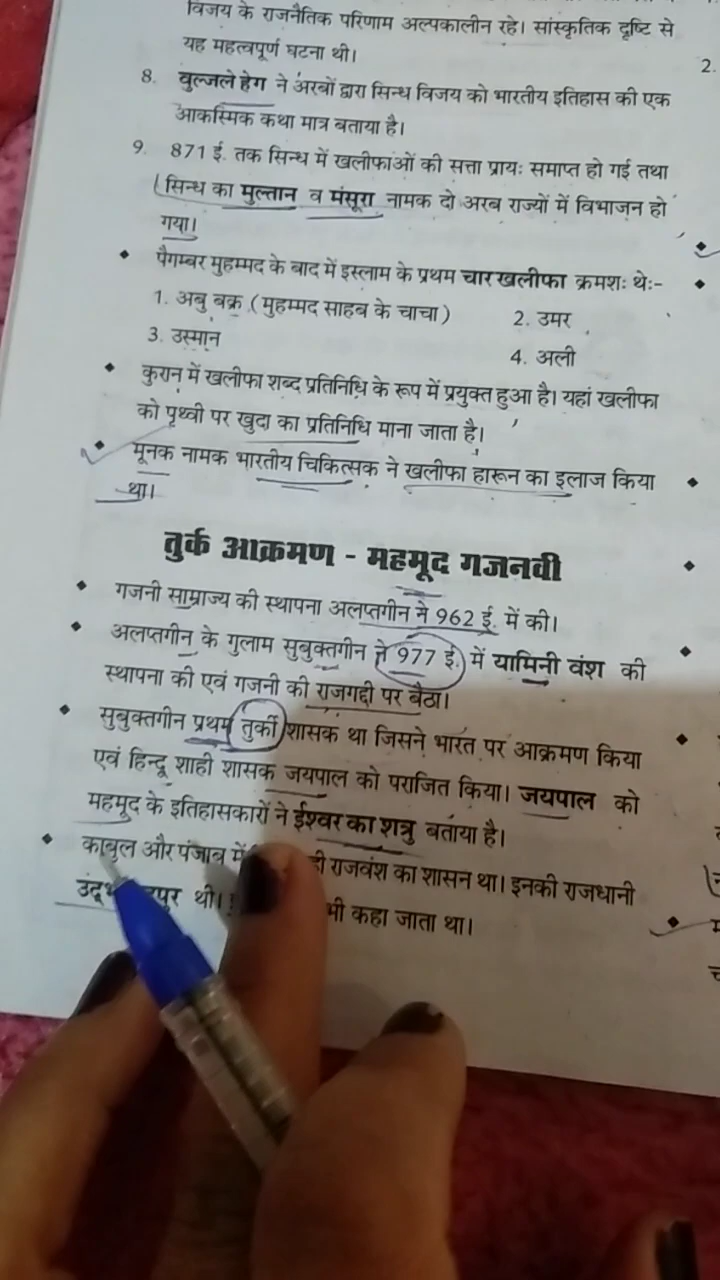 विजय के राजनैतिक परिणाम अल्पकालीन रहे। सांस्कृतिक दृष्टि से
यह महत्वपूर्ण घटना थी।
2.
8. वुल्जले हेग ने अरबों द्वारा सिन्ध विजय को भारतीय इतिहास की एक
आकस्मिक कथा मात्र बताया है।
9. 871 ई. तक सिन्ध में खलीफाओं की सत्ता प्रायः समाप्त हो गई तथा
सिन्ध का मुल्तान व मंसूरा नामक दो अरब राज्यों में विभाजन हो
गया।
• पैगम्बर मुहम्मद के बाद में इस्लाम के प्रथम चार खलीफा क्रमशः थेः-
1. अबु बक्र (मुहम्मद साहब के चाचा) 2. उमर
3. उस्मान 4. अली
• कुरान में खलीफा शब्द प्रतिनिधि के रूप में प्रयुक्त हुआ है। यहां खलीफा
को पृथ्वी पर खुदा का प्रतिनिधि माना जाता है।
• मूनक नामक भारतीय चिकित्सक ने खलीफा हारून का इलाज किया
था।
तुर्क आक्रमण - महमूद गजनवी
• गजनी साम्राज्य की स्थापना अलप्तगीन ने 962 ई. में की।
• अलप्तगीन के गुलाम सुबुक्तगीन ने 977 ई. में यामिनी वंश की
स्थापना की एवं गजनी की राजगद्दी पर बैठा।
• सुबुक्तगीन प्रथम तुर्की शासक था जिसने भारत पर आक्रमण किया
एवं हिन्दू शाही शासक जयपाल को पराजित किया। जयपाल को
महमूद के इतिहासकारों ने ईश्वर का शत्रु बताया है।
• काबुल और पंजाब में राजवंश का शासन था। इनकी राजधानी
थी। भी कहा जाता था।